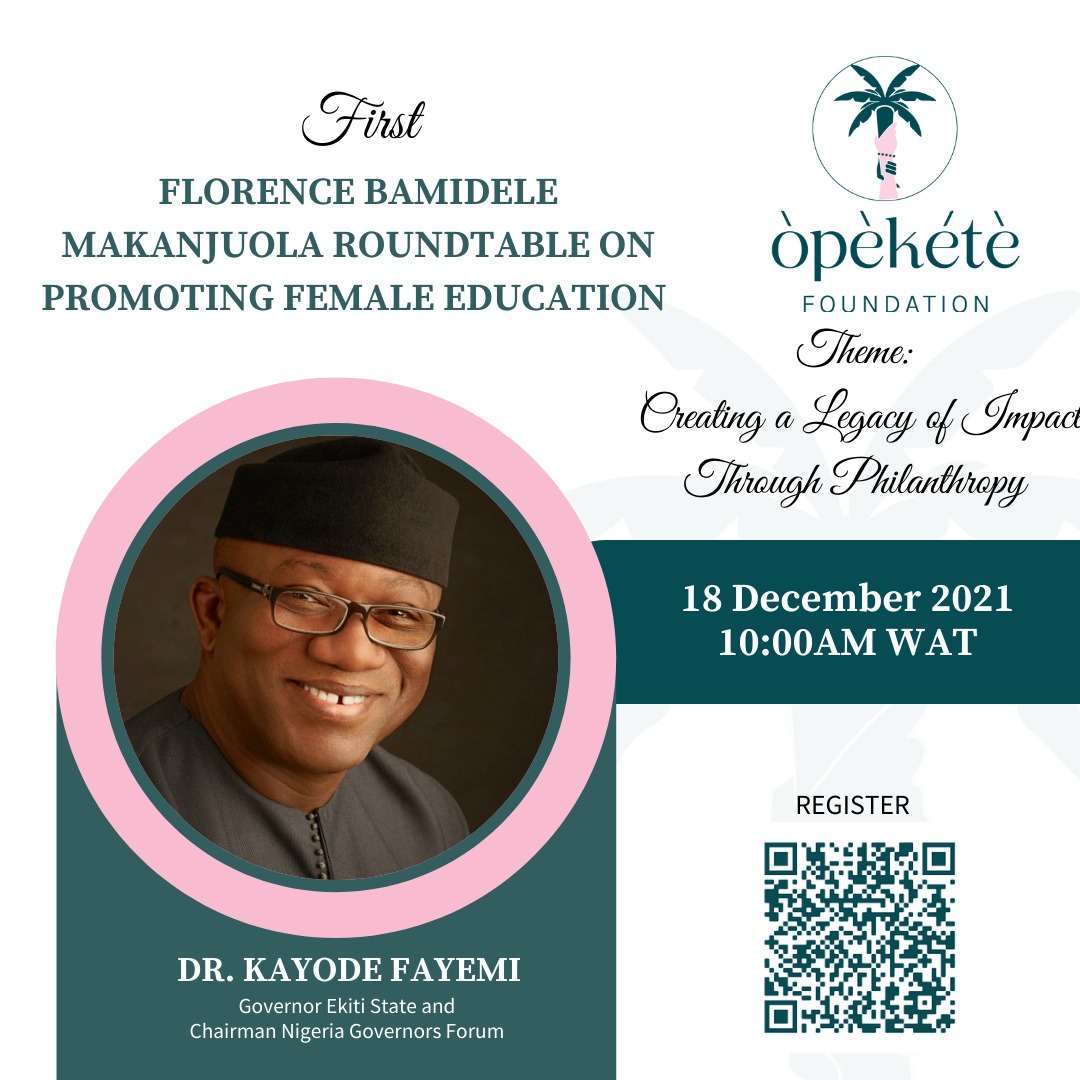 First
FLORENCE BAMIDELE
MAKANJUOLA ROUNDTABLE ON
PROMOTING FEMALE EDUCATION
òpèkétè
FOUNDATION
Theme:
Creating a Legacy of Impact
Through Philanthropy
18 December 2021
10:00AM WAT
REGISTER
DR. KAYODE FAYEMI
Governor Ekiti State and
Chairman Nigeria Governors Forum